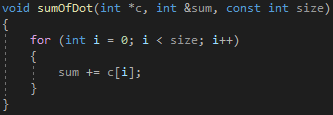 void sumOfDot(int *c, int &sum, const int size)
{
    for (int i = 0; i < size; i++)
    {
        sum += c[i];
    }
}